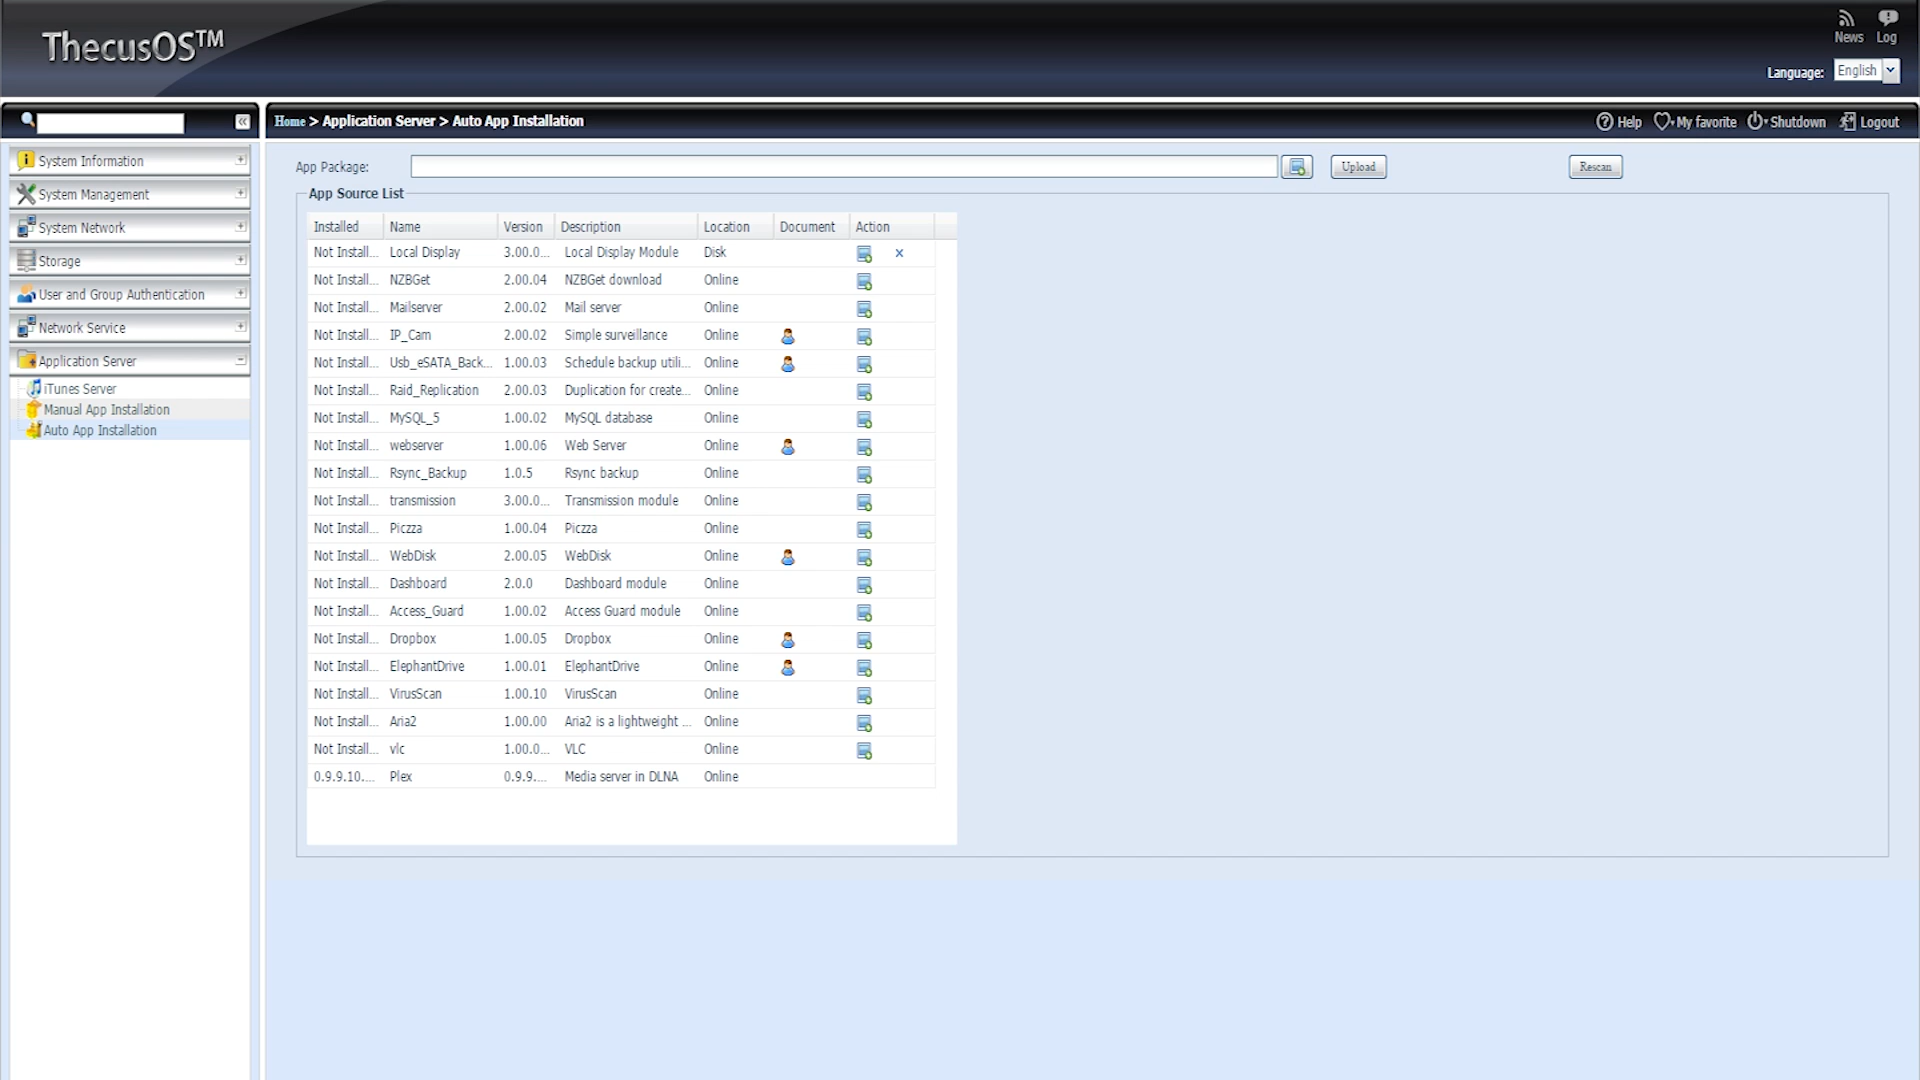 ThecusOS™
News Log
Language: English
Home > Application Server > Auto App Installation
Help My favorite Shutdown Logout
System Information
System Management
System Network
Storage
User and Group Authentication
Network Service
Application Server
iTunes Server
Manual App Installation
Auto App Installation
App Package: Upload Rescan
App Source List
Installed Name Version Description Location Document Action
Not Install... Local Display 3.00.0... Local Display Module Disk x
Not Install... NZBGet 2.00.04 NZBGet download Online
Not Install... Mailserver 2.00.02 Mail server Online
Not Install... IP_Cam 2.00.02 Simple surveillance Online
Not Install... Usb_eSATA_Back... 1.00.03 Schedule backup utili... Online
Not Install... Raid_Replication 2.00.03 Duplication for create... Online
Not Install... MySQL_5 1.00.02 MySQL database Online
Not Install... webserver 1.00.06 Web Server Online
Not Install... Rsync_Backup 1.0.5 Rsync backup Online
Not Install... transmission 3.00.0... Transmission module Online
Not Install... Piczza 1.00.04 Piczza Online
Not Install... WebDisk 2.00.05 WebDisk Online
Not Install... Dashboard 2.0.0 Dashboard module Online
Not Install... Access_Guard 1.00.02 Access Guard module Online
Not Install... Dropbox 1.00.05 Dropbox Online
Not Install... ElephantDrive 1.00.01 ElephantDrive Online
Not Install... VirusScan 1.00.10 VirusScan Online
Not Install... Aria2 1.00.00 Aria2 is a lightweight ... Online
Not Install... vlc 1.00.0... VLC Online
0.9.9.10.... Plex 0.9.9.... Media server in DLNA Online